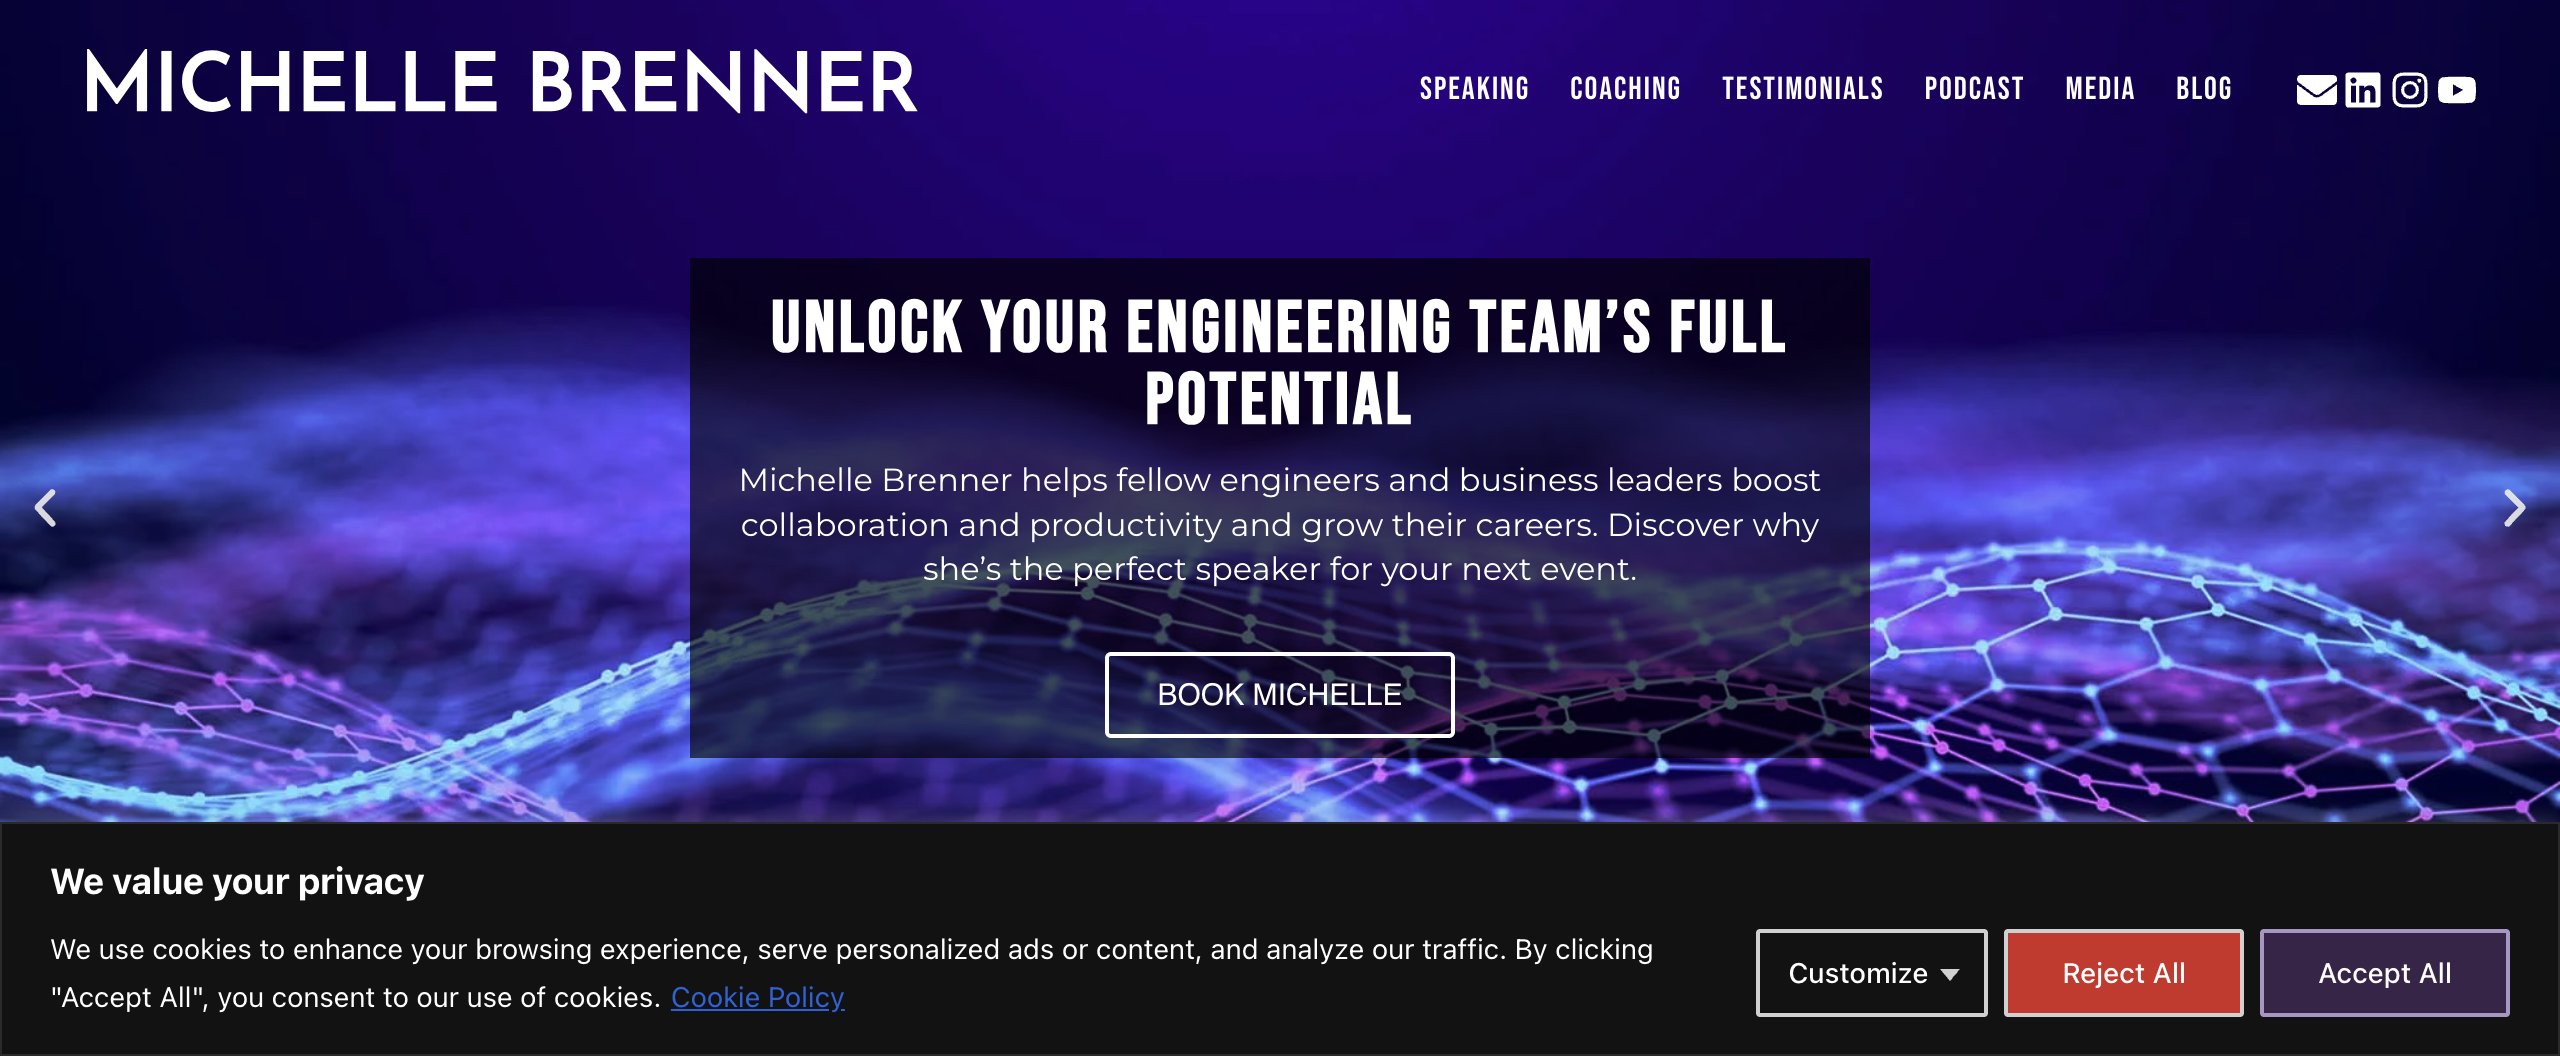 MICHELLE BRENNER
SPEAKING COACHING TESTIMONIALS PODCAST MEDIA BLOG
UNLOCK YOUR ENGINEERING TEAM’S FULL
POTENTIAL
Michelle Brenner helps fellow engineers and business leaders boost
collaboration and productivity and grow their careers. Discover why
she’s the perfect speaker for your next event.
BOOK MICHELLE
We value your privacy
We use cookies to enhance your browsing experience, serve personalized ads or content, and analyze our traffic. By clicking
"Accept All", you consent to our use of cookies. Cookie Policy
Customize Reject All Accept All